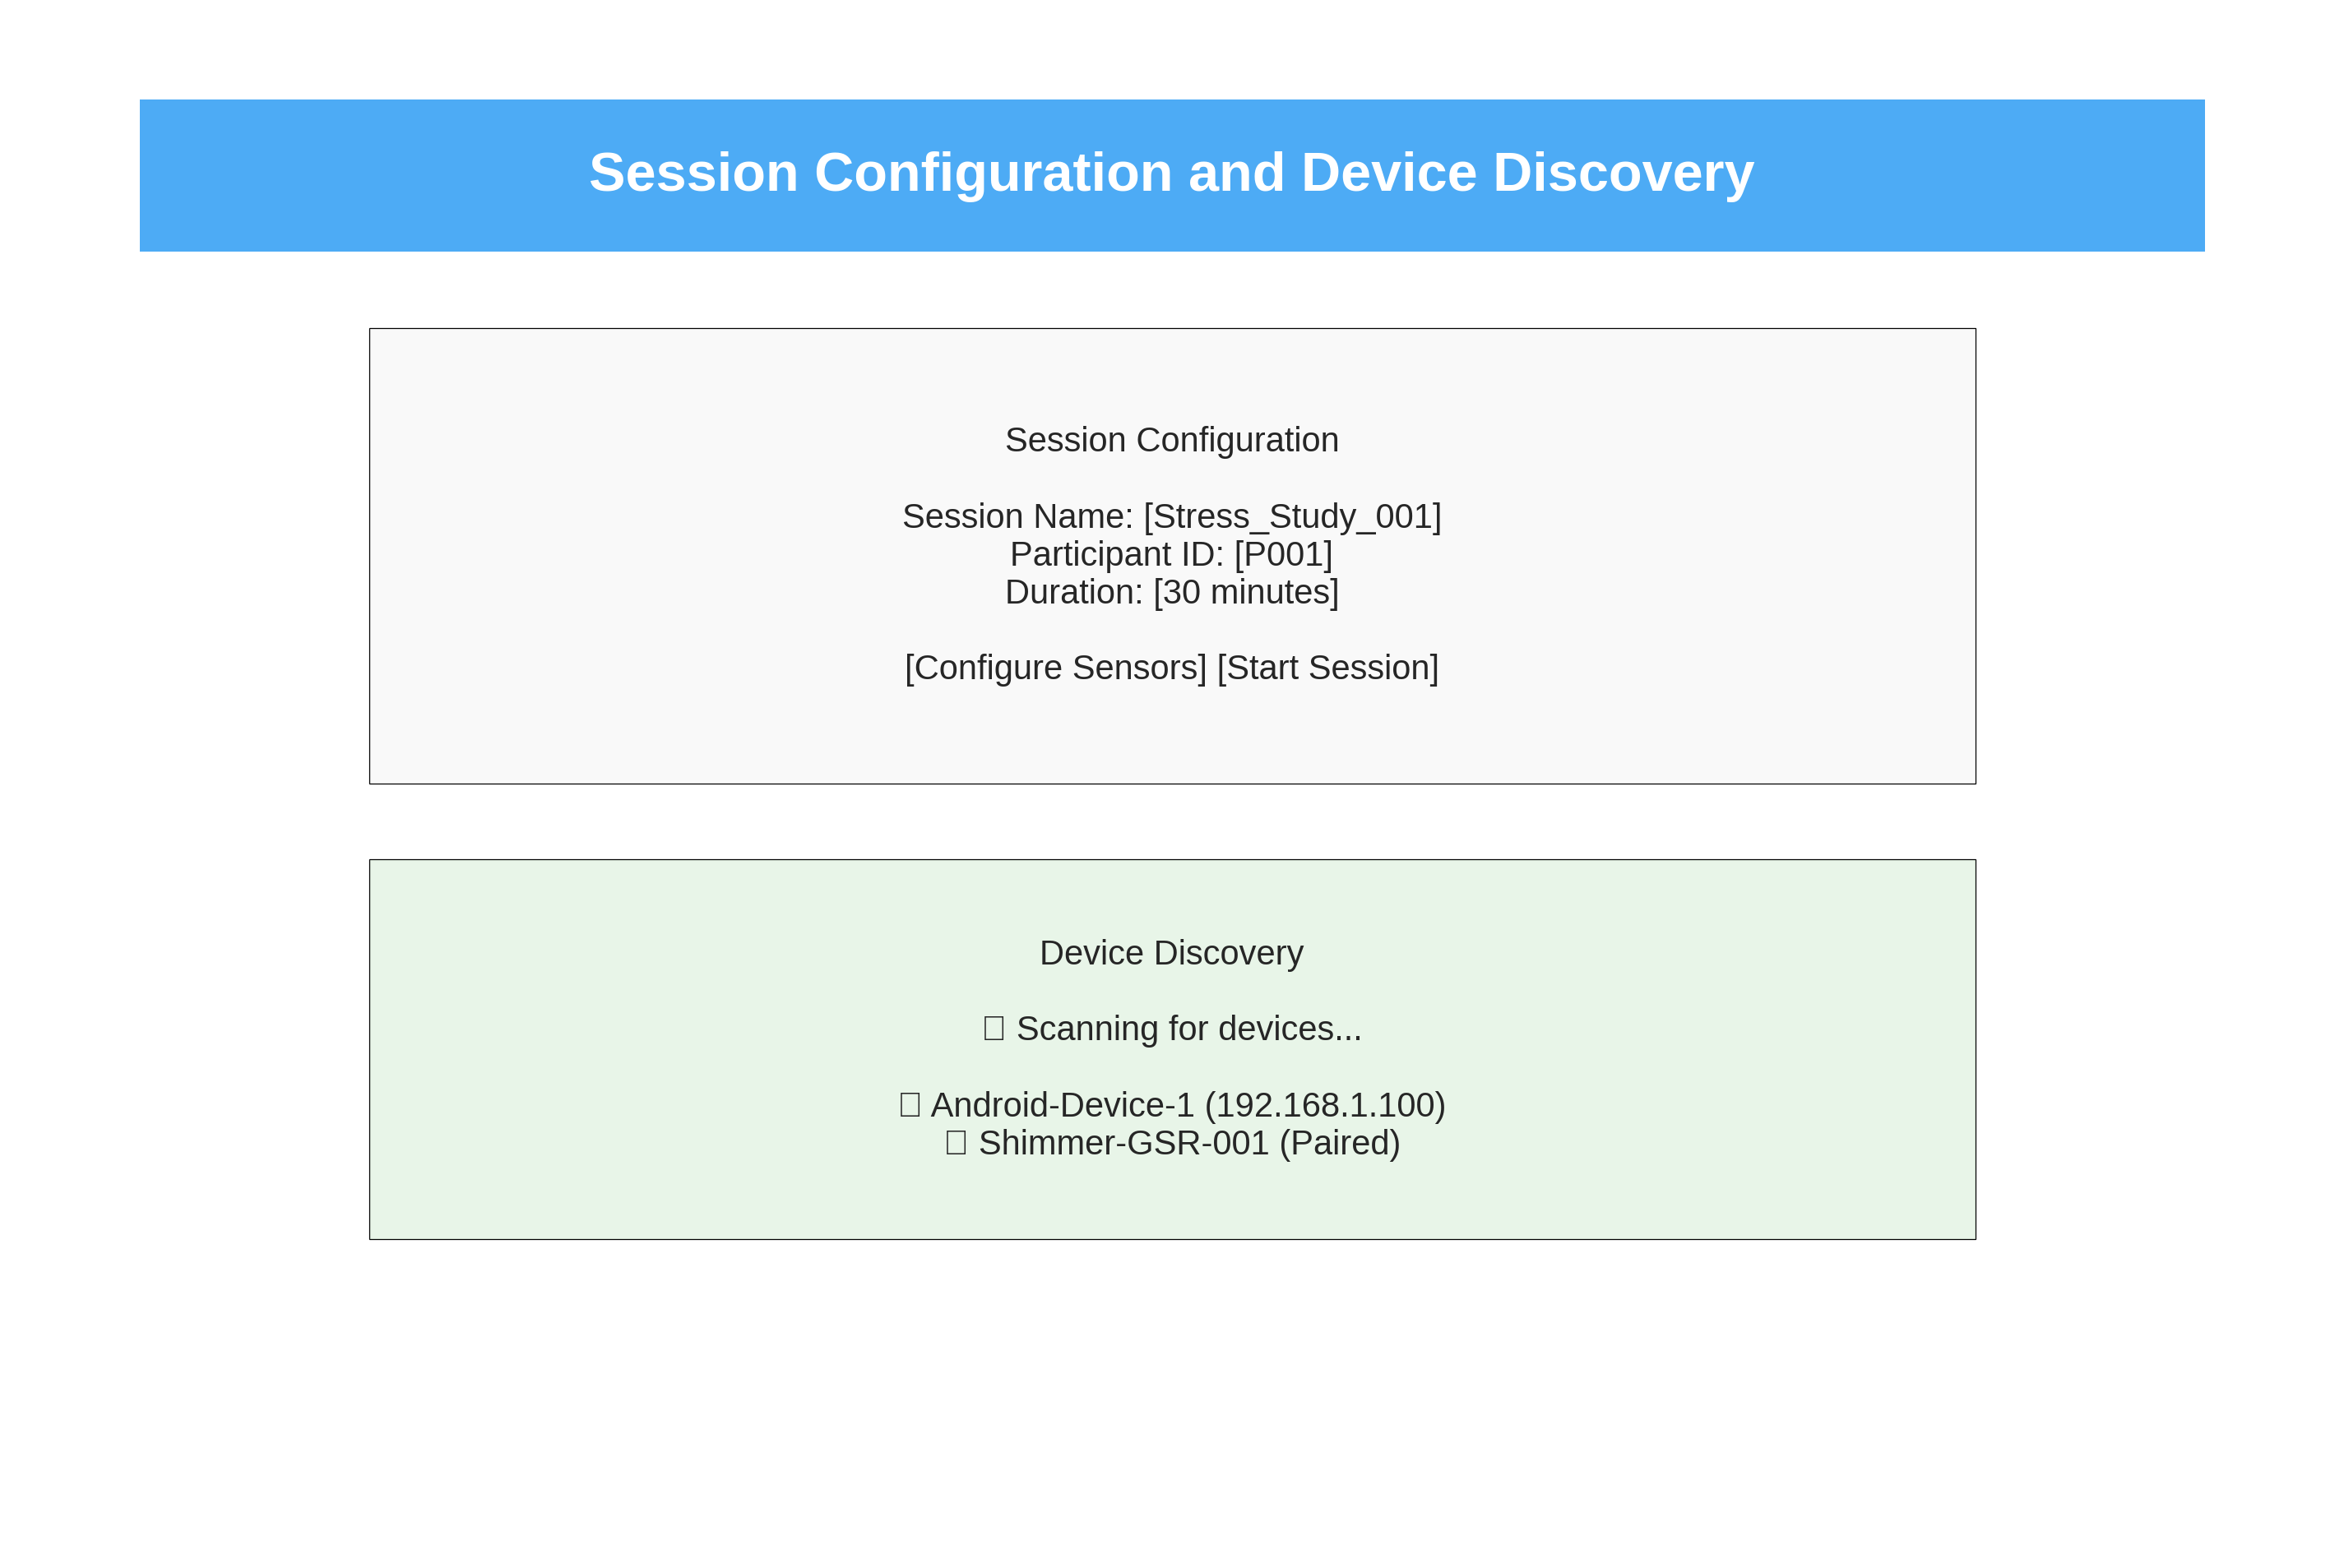 Session Configuration and Device Discovery
Session Configuration
Session Name: [Stress_Study_001]
Participant ID: [P001]
Duration: [30 minutes]
[Configure Sensors] [Start Session]
Device Discovery
Scanning for devices...
Android-Device-1 (192.168.1.100)
Shimmer-GSR-001 (Paired)